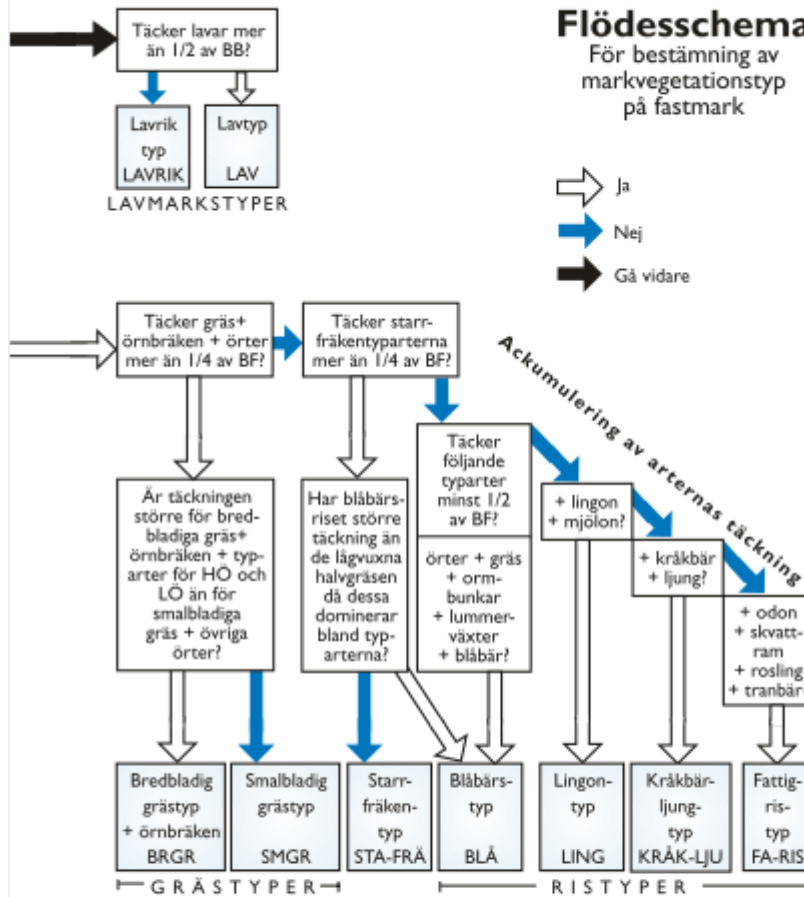 Täcker lavar mer
än 1/2 av BB?
Lavrik
typ
LAVRIK
Lavtyp
LAV
LAVMARKSTYPER
Flödesschema
För bestämning av
markvegetationstyp
på fastmark
Ja
Nej
Gå vidare
Täcker gräs+
örnbräken + örter
mer än 1/4 av BF?
Täcker starr-
fräkentyparterna
mer än 1/4 av BF?
Ackumulering av arternas täckning
Är täckningen
större för bred-
bladiga gräs+
örnbräken + typ-
arter för HÖ och
LÖ än för
smalbladiga
gräs + övriga
örter?
Har blåbärs-
riset större
täckning än
de lågvuxna
halvgräsen
då dessa
dominerar
bland typ-
arterna?
Täcker
följande
typarter
minst 1/2
av BF?
örter + gräs
+ orm-
bunkar
+ lummer-
växter
+ blåbär?
+ lingon
+ mjölon?
+ kråkbär
+ ljung?
+ odon
+ skvatt-
ram
+ rosling
+ tranbär
Bredbladig
grästyp
+ örnbräken
BRGR
Smalbladig
grästyp
SMGR
Starr-
fräken-
typ
STA-FRÄ
Blåbärs-
typ
BLÅ
Lingon-
typ
LING
Kråkbär-
ljung-
typ
KRÅK-LJU
Fattig-
ris-
typ
FA-RIS
GRÄSTYPER
RISTYPER